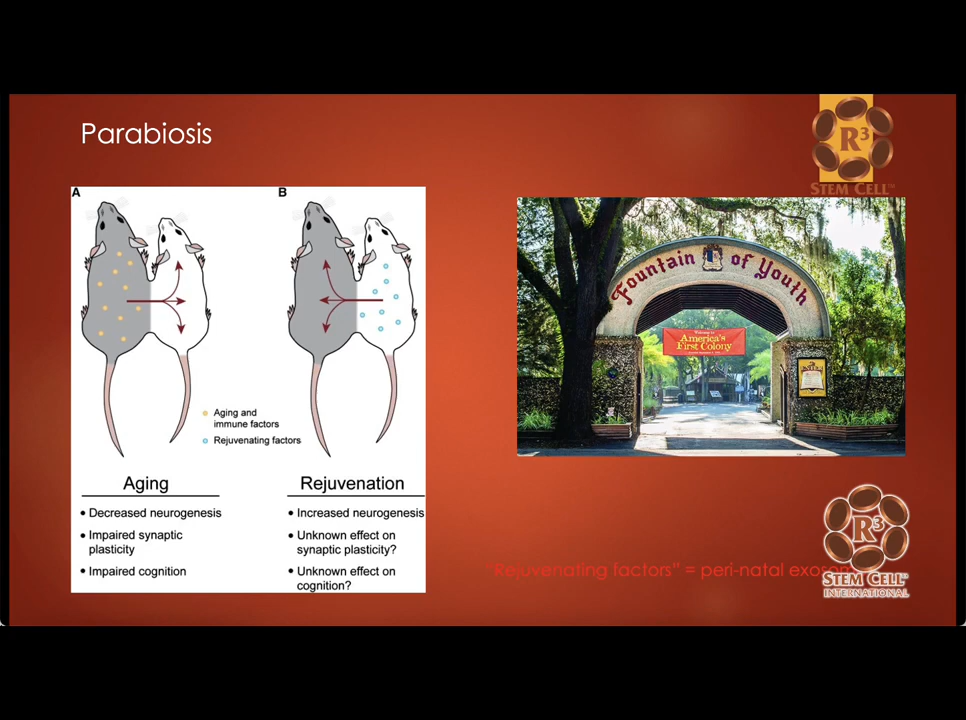 Parabiosis
R3
STEM CELL
A
B
Aging and
immune factors
Rejuvenating factors
Aging
• Decreased neurogenesis
• Impaired synaptic
plasticity
• Impaired cognition
Rejuvenation
• Increased neurogenesis
• Unknown effect on
synaptic plasticity?
• Unknown effect on
cognition?
Fountain of Youth
Welcome to
America's
First Colony
"Rejuvenating factors" = peri-natal
R3
STEM CELL
INTERNATIONAL